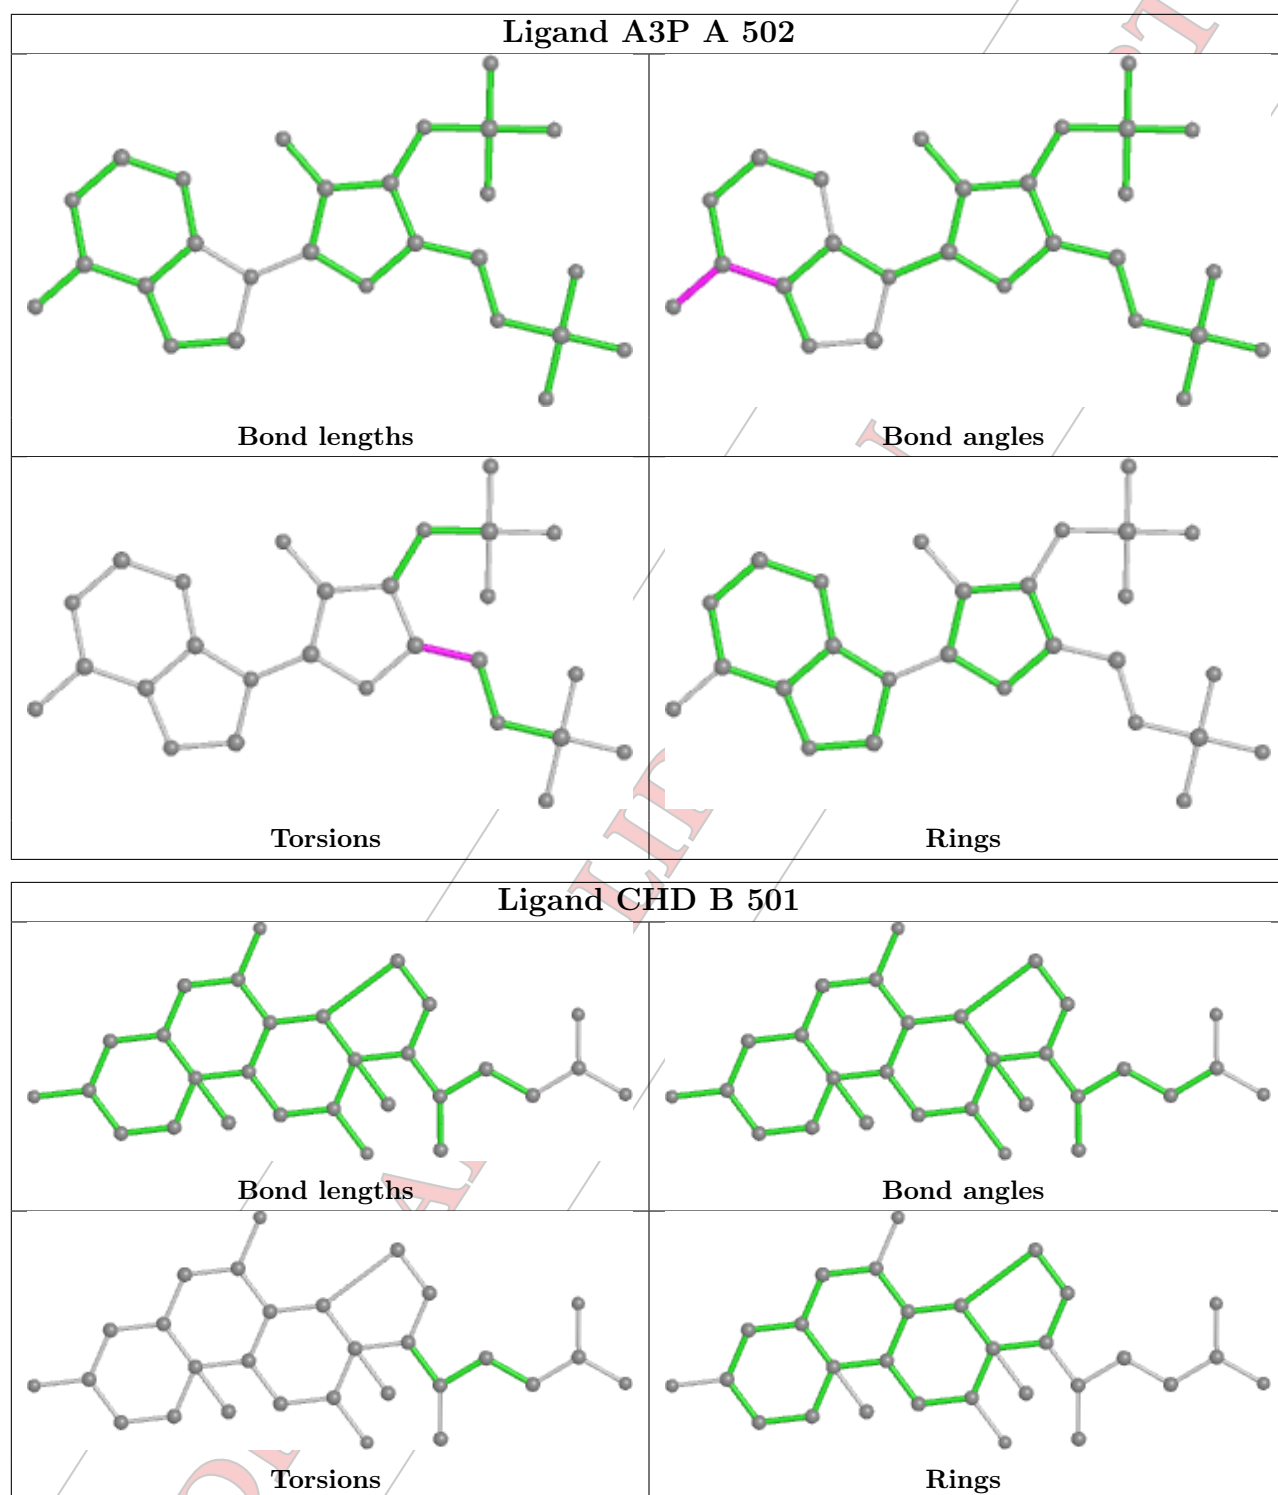 Ligand A3P A 502
Bond lengths
Bond angles
Torsions
Rings
Ligand CHD B 501
Bond lengths
Bond angles
Torsions
Rings